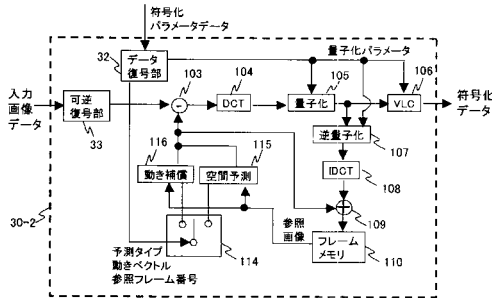 符号化
パラメータデータ
32
データ
復号部
量子化パラメータ
入力
画像
データ
可逆
復号部
33
103
104
DCT
105
量子化
106
VLC
符号化
データ
逆量子化
107
116
動き補償
115
空間予測
IDCT
108
109
参照
画像
フレーム
メモリ
110
30-2
114
予測タイプ
動きベクトル
参照フレーム番号